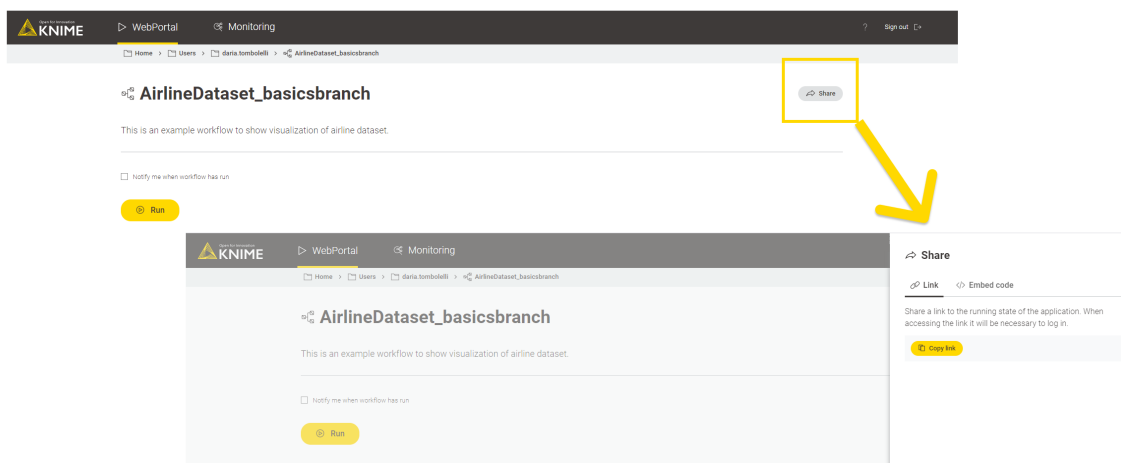 Open for Innovation
KNIME
WebPortal
Monitoring
?
Sign out
Home > Users > daria.tombolelli > AirlineDataset_basicsbranch
AirlineDataset_basicsbranch
Share
This is an example workflow to show visualization of airline dataset.
Notify me when workflow has run
Run
Open for Innovation
KNIME
WebPortal
Monitoring
Home > Users > daria.tombolelli > AirlineDataset_basicsbranch
AirlineDataset_basicsbranch
This is an example workflow to show visualization of airline dataset.
Notify me when workflow has run
Run
Share
Link
</> Embed code
Share a link to the running state of the application. When
accessing the link it will be necessary to log in.
Copy link